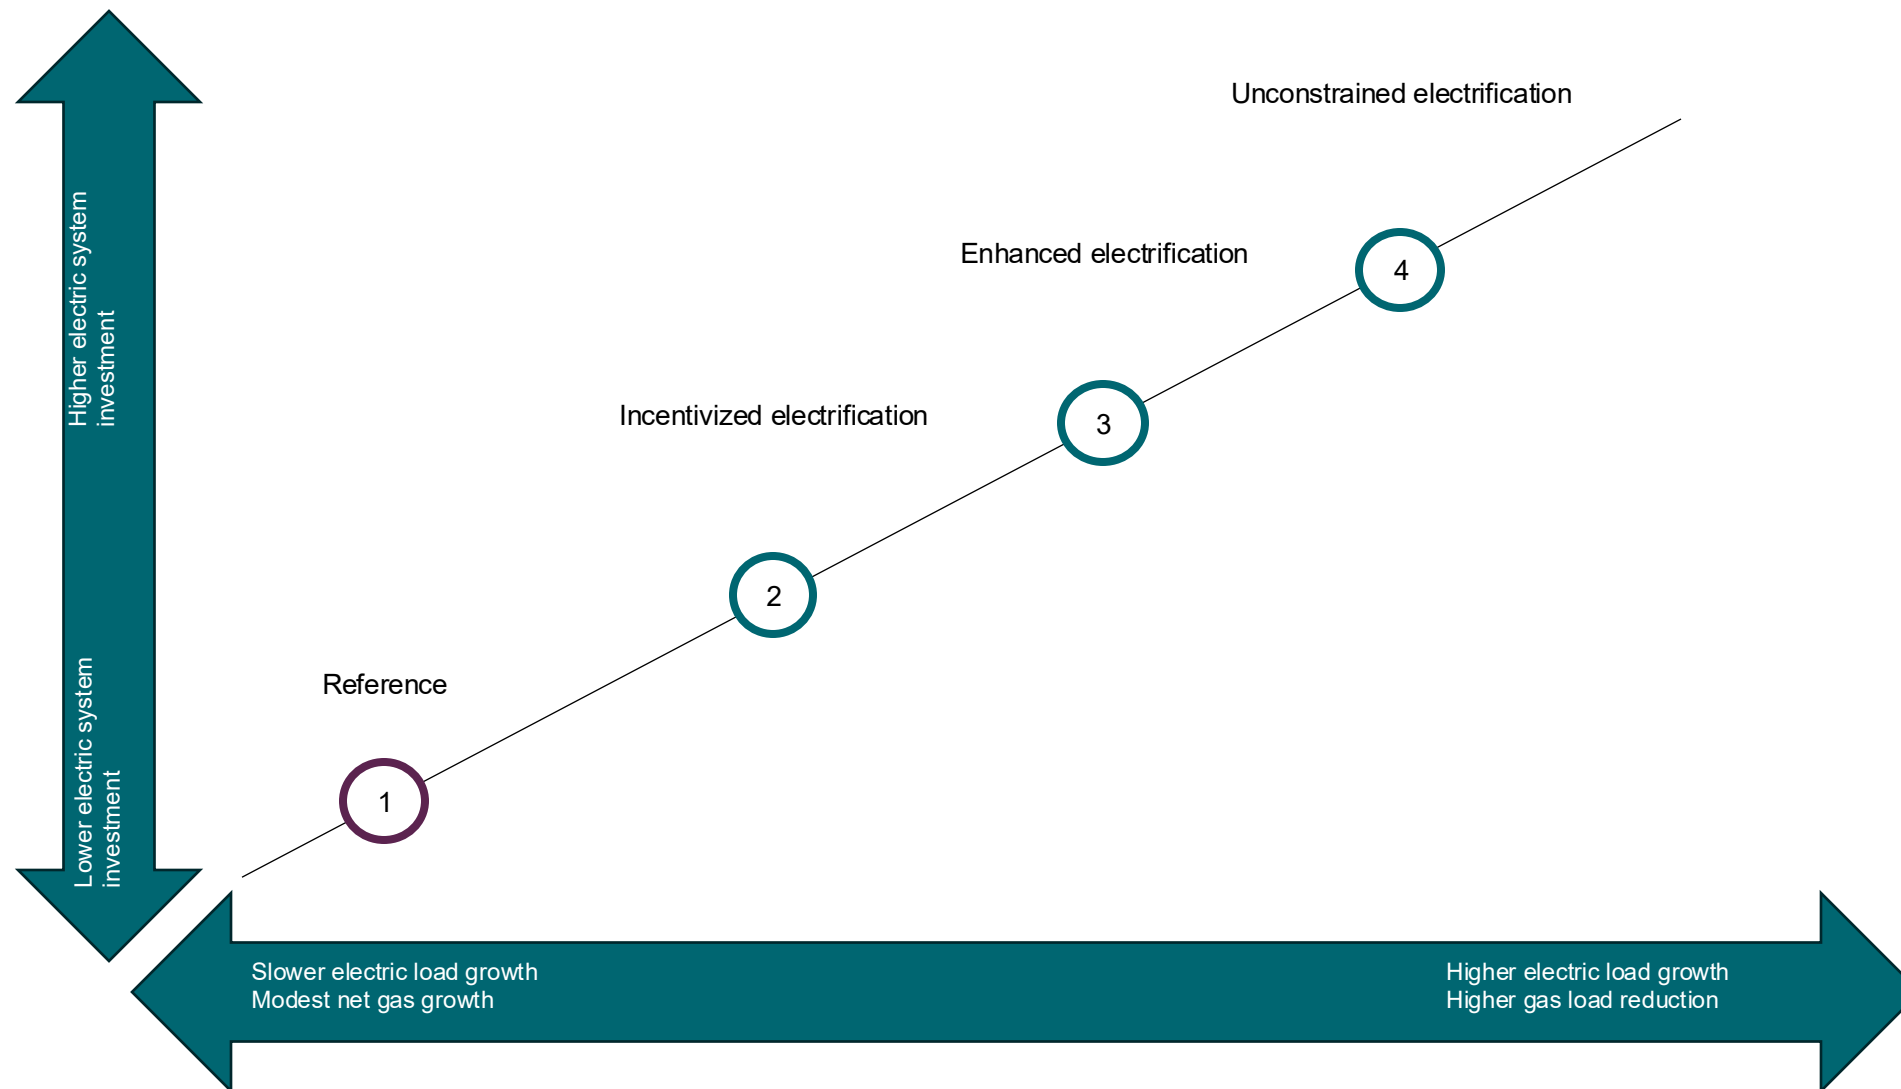 Unconstrained electrification
Enhanced electrification
4
Incentivized electrification
3
2
Reference
1
Higher electric system
investment
Lower electric system
investment
Slower electric load growth
Modest net gas growth
Higher electric load growth
Higher gas load reduction